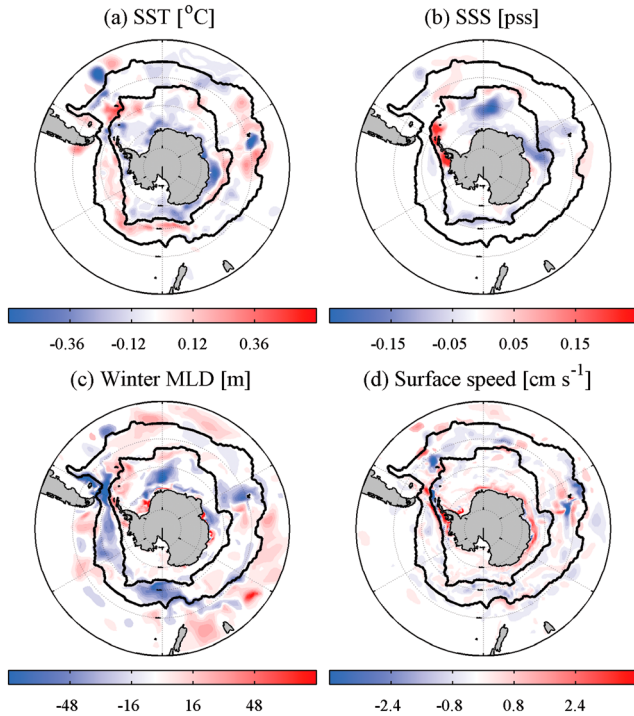 (a) SST [°C]
(b) SSS [pss]
-0.36 -0.12 0.12 0.36
-0.15 -0.05 0.05 0.15
(c) Winter MLD [m]
(d) Surface speed [cm s⁻¹]
-48 -16 16 48
-2.4 -0.8 0.8 2.4